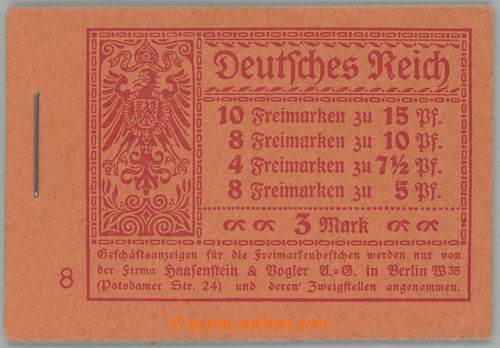 Deutsches Reich
10 Freimarken zu 15 Pf.
8 Freimarken zu 10 Pf.
4 Freimarken zu 7½ Pf.
8 Freimarken zu 5 Pf.
3 Mark
Geschäftsanzeigen für die Freimarkenheftchen werden nur von
der Firma Haasenstein & Vogler A.-G. in Berlin W 35
(Potsdamer Str. 24) und deren Zweigstellen angenommen.
8
© burda-auction.com